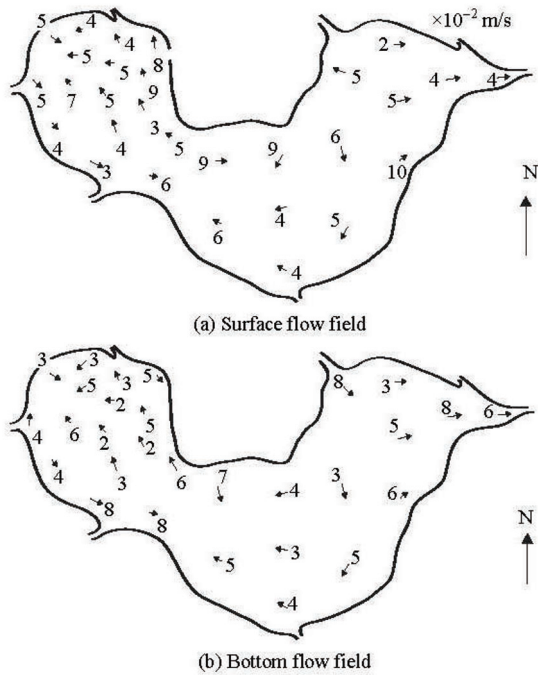 ×10⁻² m/s
5 4 2
4
5 8 4 4
5 5
5 7 5 9 5
3 6
4 4 5 9 9
3 6 10
N
4 5
6
4
(a) Surface flow field
3 3 5 8 3
5 3
2 8 6
6 5 5
4 2 2
4 3 6 7 3
4 6
8 8
N
3
5 5
4
(b) Bottom flow field